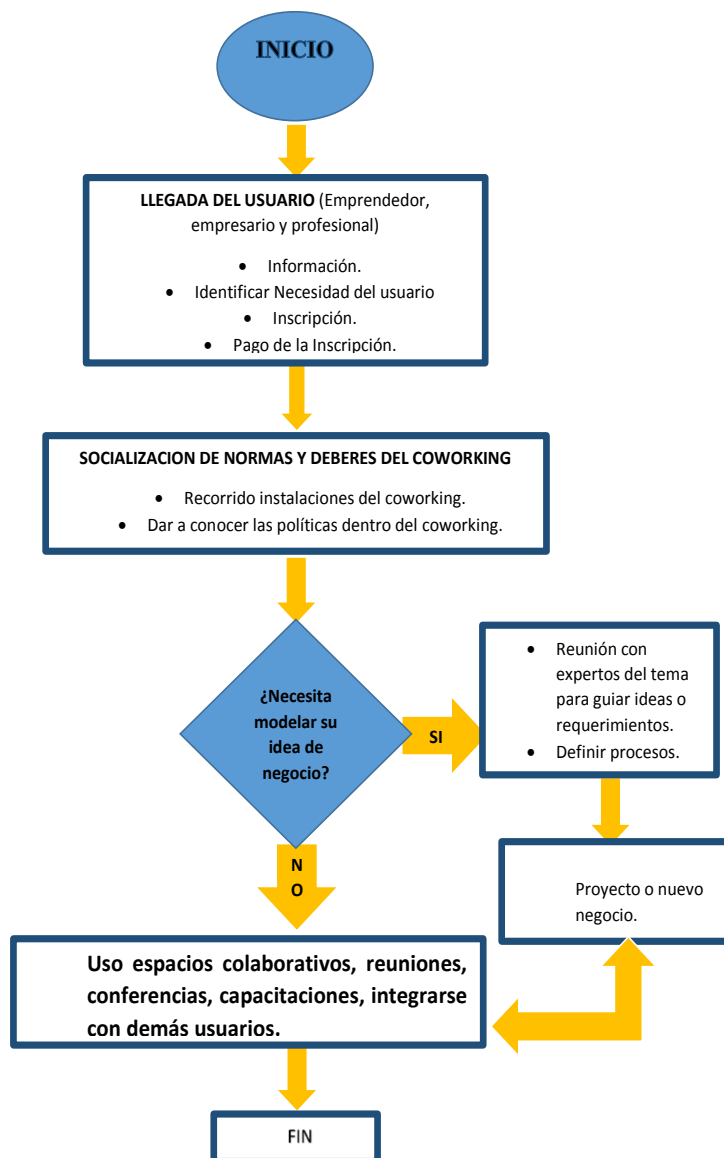 INICIO
LLEGADA DEL USUARIO (Emprendedor,
empresario y profesional)
• Información.
• Identificar Necesidad del usuario
• Inscripción.
• Pago de la Inscripción.
SOCIALIZACION DE NORMAS Y DEBERES DEL COWORKING
• Recorrido instalaciones del coworking.
• Dar a conocer las políticas dentro del coworking.
¿Necesita
modelar su
idea de
negocio?
SI
• Reunión con
expertos del tema
para guiar ideas o
requerimientos.
• Definir procesos.
N
O
Proyecto o nuevo
negocio.
Uso espacios colaborativos, reuniones,
conferencias, capacitaciones, integrarse
con demás usuarios.
FIN